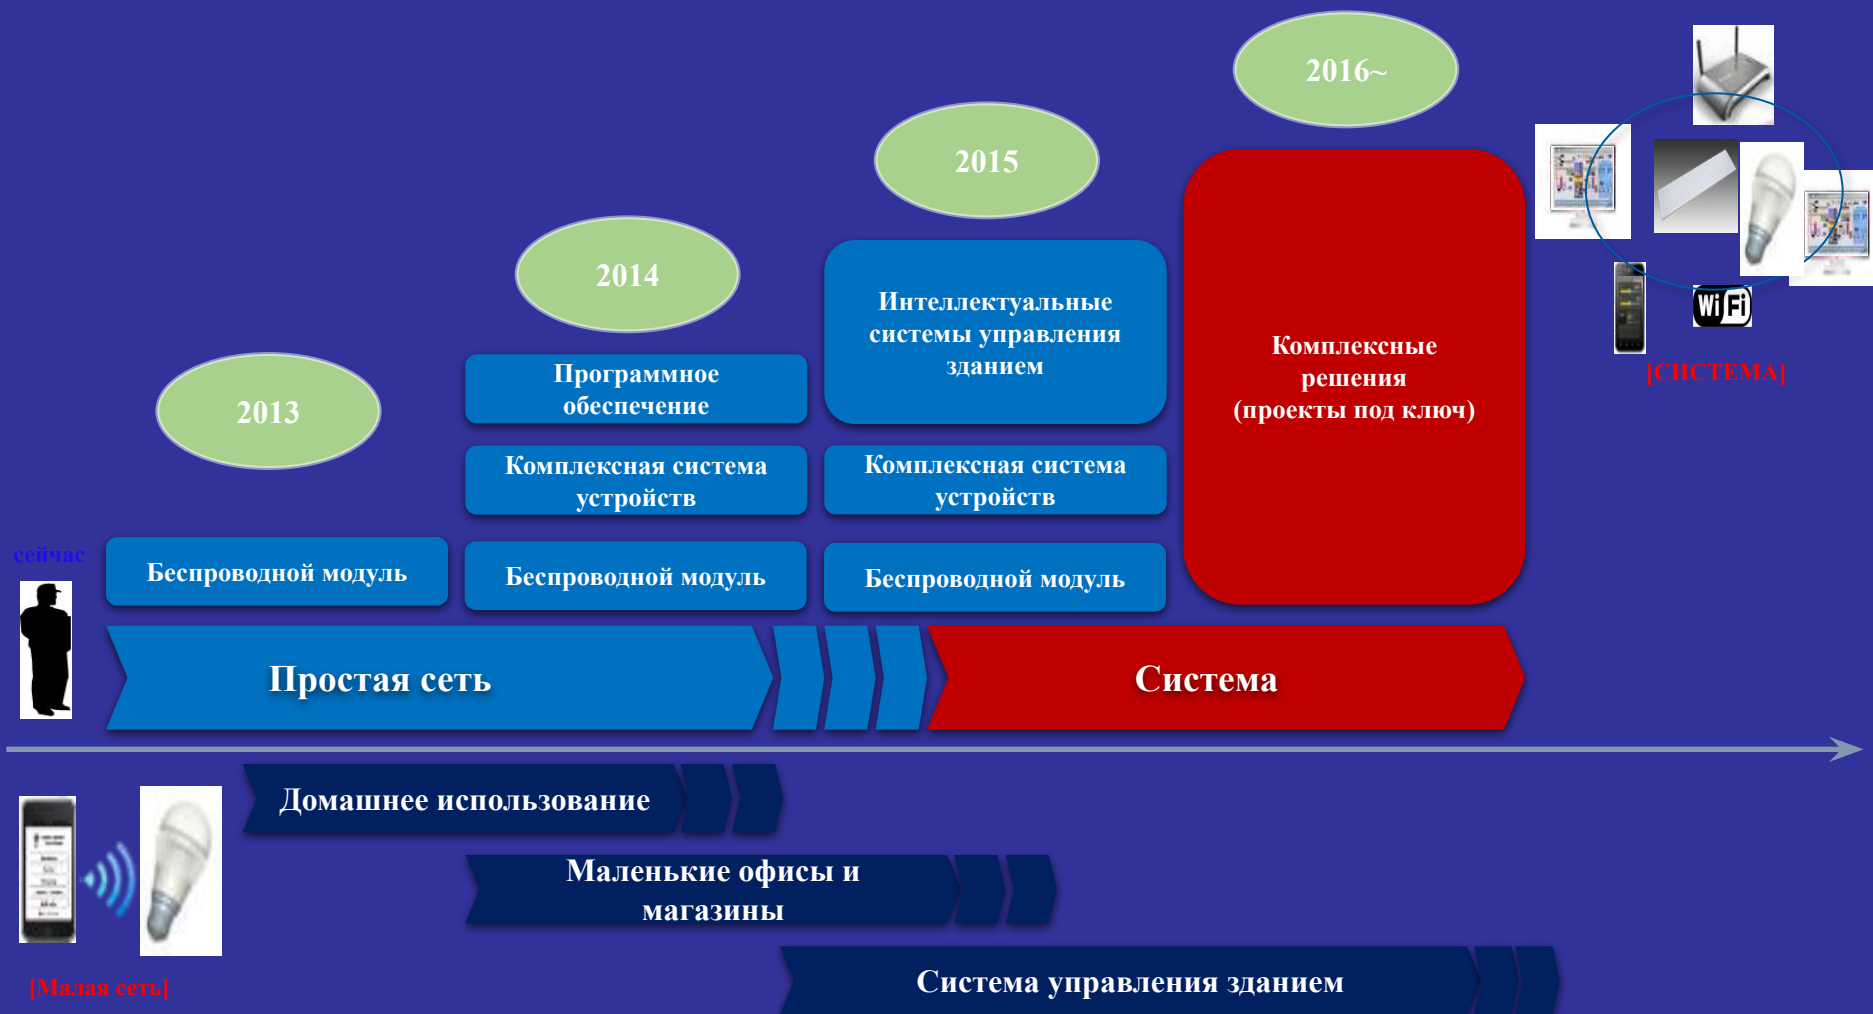 2016~
2015
2014
2013
Интеллектуальные
системы управления
зданием
Комплексные
решения
(проекты под ключ)
WiFi
[СИСТЕМА]
Программное
обеспечение
Комплексная система
устройств
Комплексная система
устройств
сейчас
Беспроводной модуль
Беспроводной модуль
Беспроводной модуль
Простая сеть
Система
Домашнее использование
Маленькие офисы и
магазины
Система управления зданием
[Малая сеть]